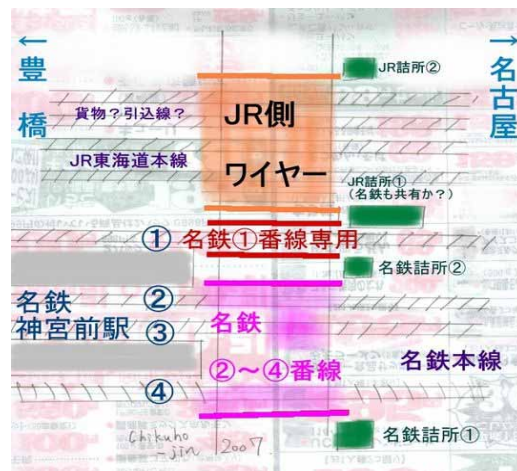 ←
豊橋
→
名古屋
JR詰所②
貨物？引込線？
JR側
ワイヤー
JR東海道本線
JR詰所①
（名鉄も共有か？）
① 名鉄①番線専用
名鉄詰所②
名鉄
神宮前駅
②
③
④
名鉄
②～④番線
名鉄本線
名鉄詰所①
Chikuho
-jin 2007